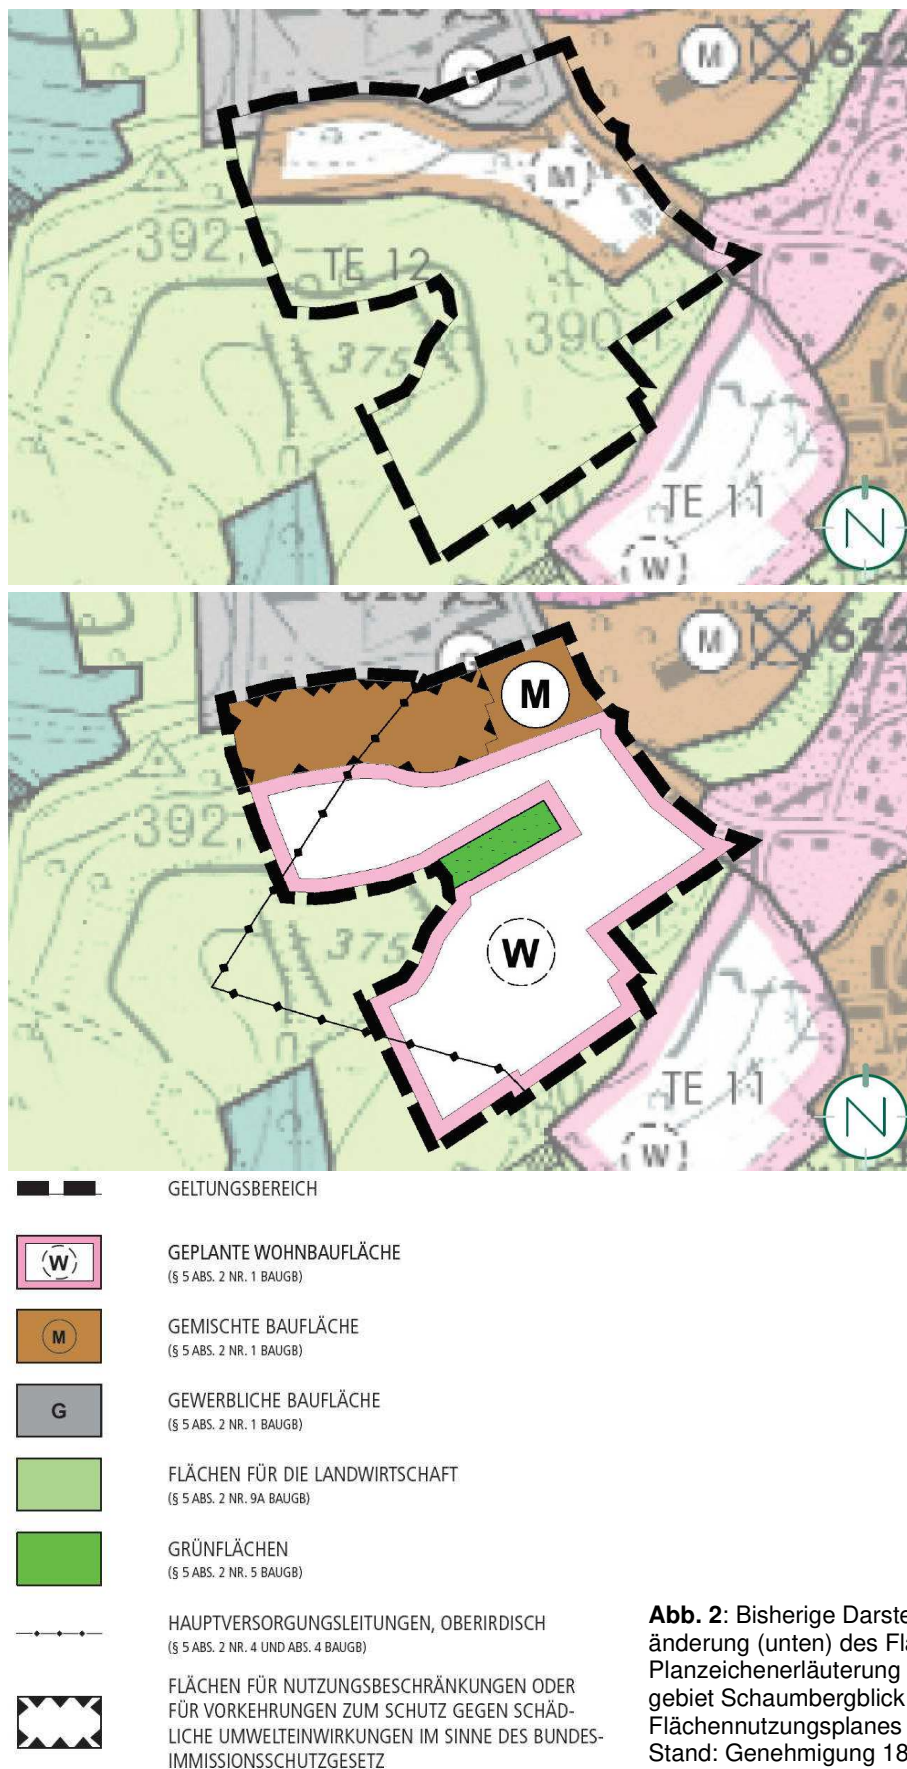 M
622
G
M
392,
TE 12
390,1
375
TE 11
W
N
M
622
G
M
392,
375
W
TE 11
W
N
GELTUNGSBEREICH
W
GEPLANTE WOHNBAUFLÄCHE
(§ 5 ABS. 2 NR. 1 BAUGB)
M
GEMISCHTE BAUFLÄCHE
(§ 5 ABS. 2 NR. 1 BAUGB)
G
GEWERBLICHE BAUFLÄCHE
(§ 5 ABS. 2 NR. 1 BAUGB)
FLÄCHEN FÜR DIE LANDWIRTSCHAFT
(§ 5 ABS. 2 NR. 9A BAUGB)
GRÜNFLÄCHEN
(§ 5 ABS. 2 NR. 5 BAUGB)
HAUPTVERSORGUNGSLEITUNGEN, OBERIRDISCH
(§ 5 ABS. 2 NR. 4 UND ABS. 4 BAUGB)
FLÄCHEN FÜR NUTZUNGSBESCHRÄNKUNGEN ODER
FÜR VORKEHRUNGEN ZUM SCHUTZ GEGEN SCHÄD-
LICHE UMWELTEINWIRKUNGEN IM SINNE DES BUNDES-
IMMISSIONSSCHUTZGESETZ
Abb. 2: Bisherige Darste
änderung (unten) des Flä
Planzeichenerläuterung
gebiet Schaumbergblick
Flächennutzungsplanes
Stand: Genehmigung 18